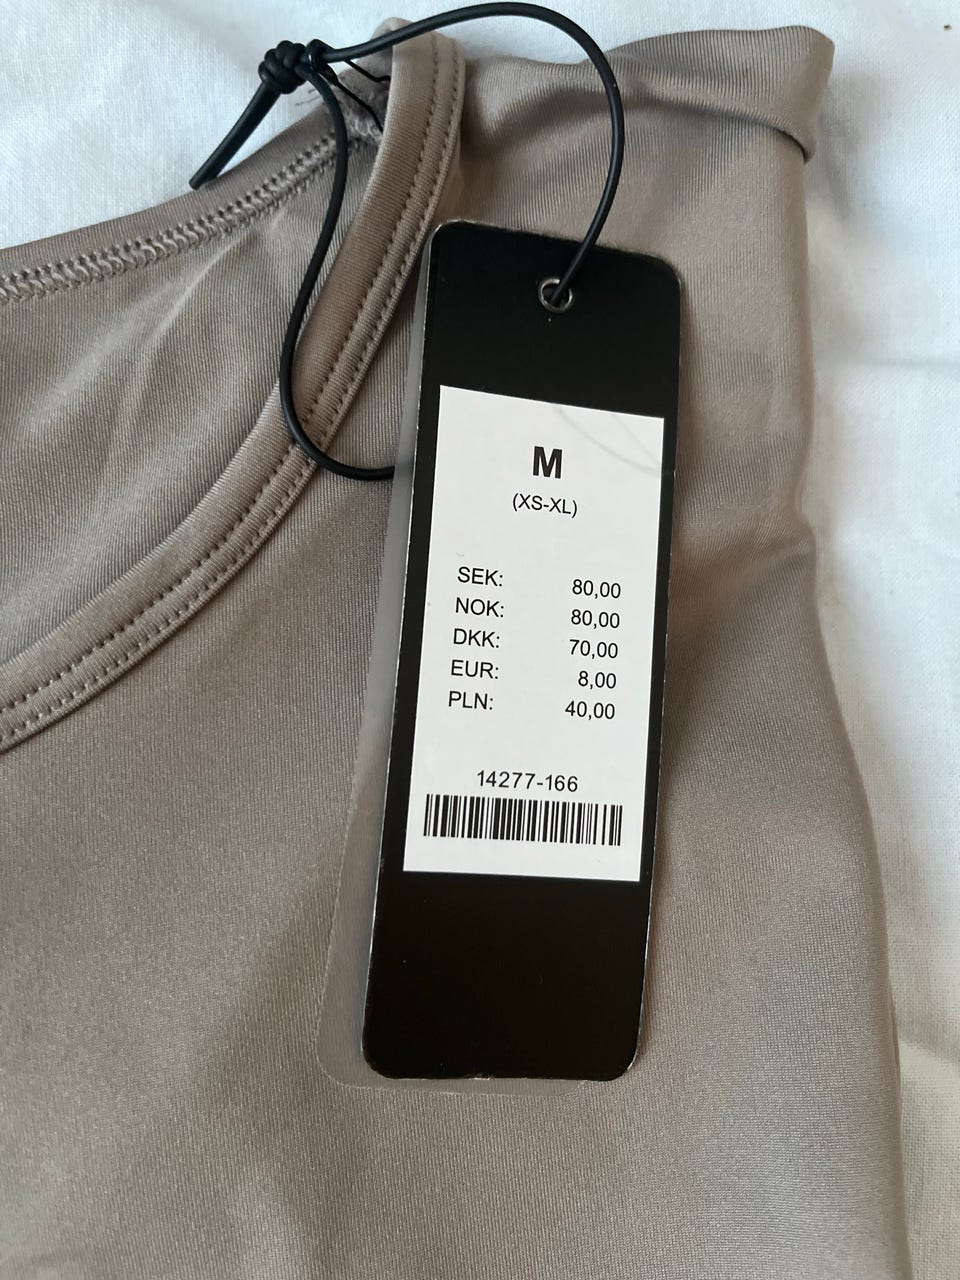 M
(XS-XL)
SEK: 80,00
NOK: 80,00
DKK: 70,00
EUR: 8,00
PLN: 40,00
14277-166